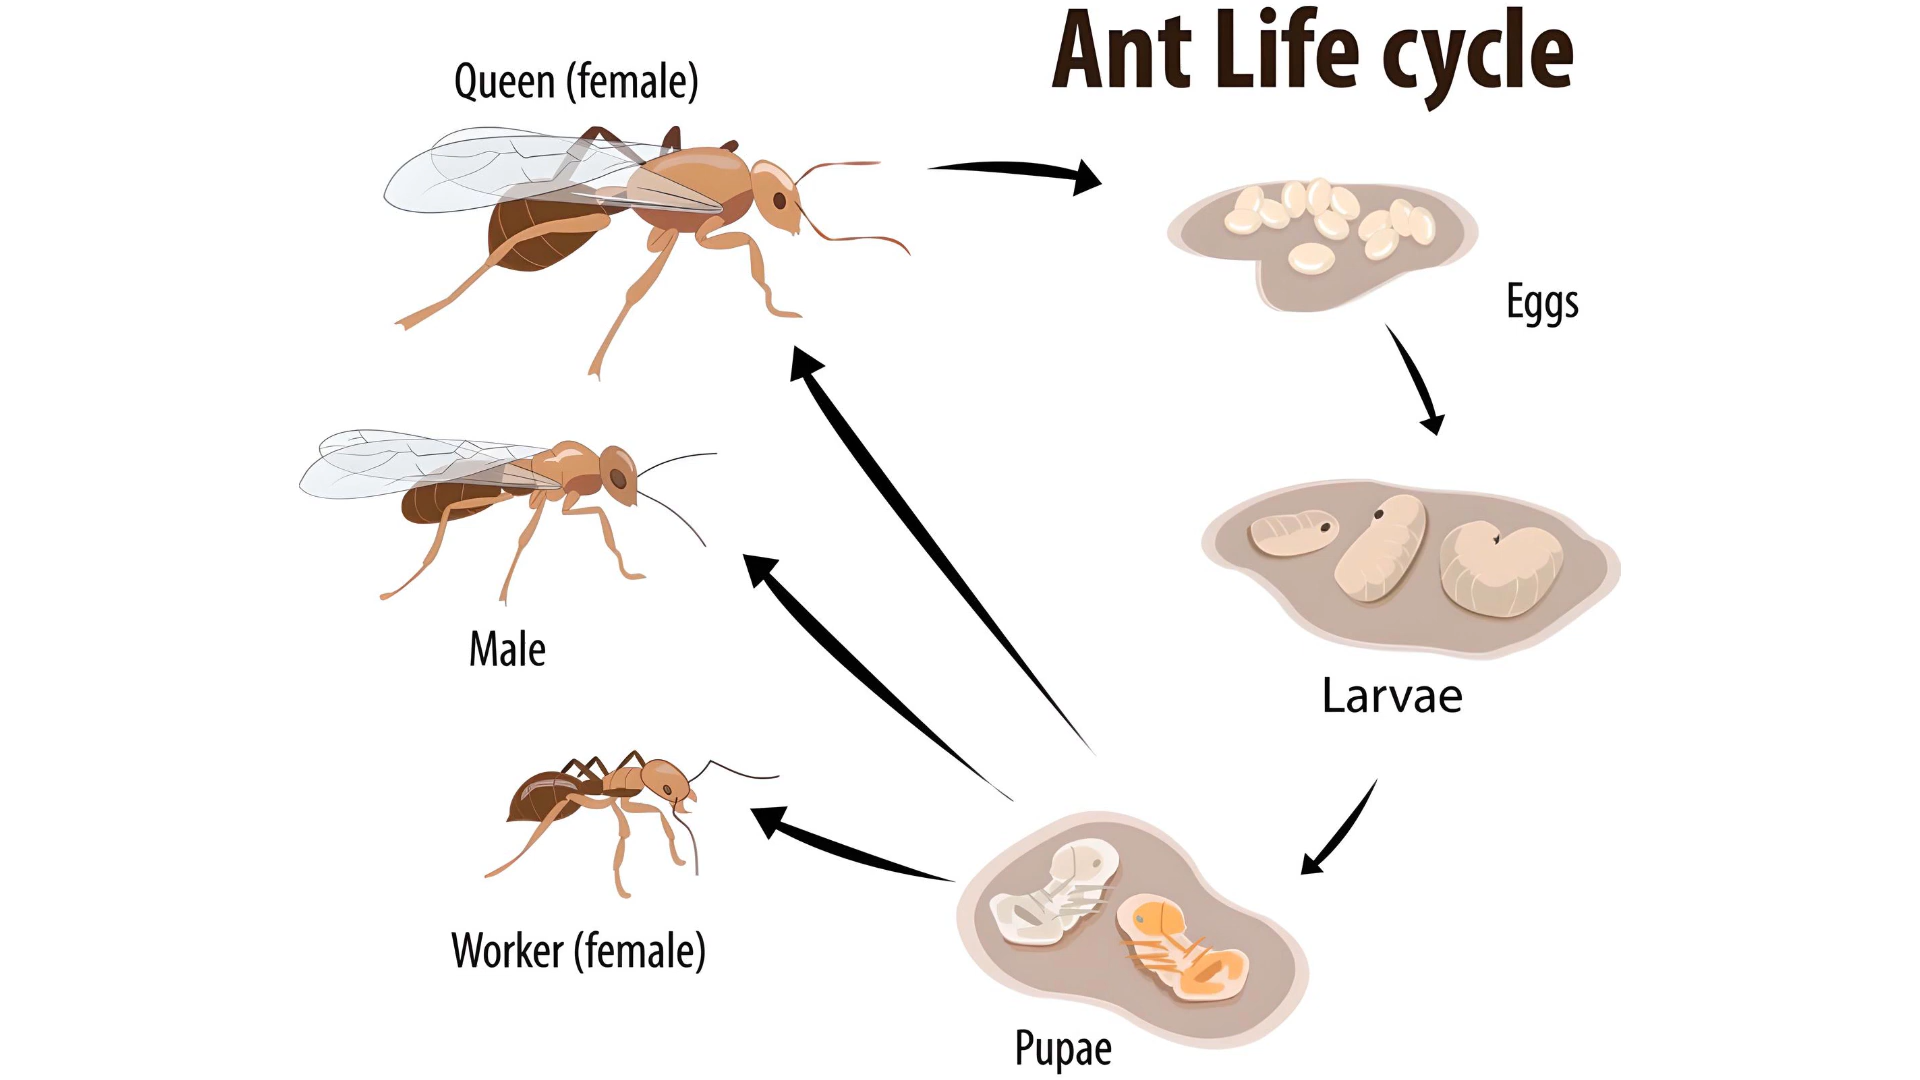 Ant Life cycle
Queen (female)
Eggs
Larvae
Male
Worker (female)
Pupae